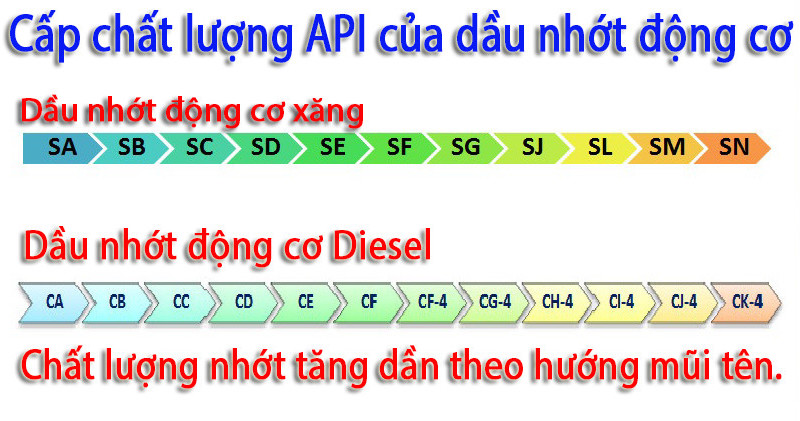 Cấp chất lượng API của dầu nhớt động cơ
Dầu nhớt động cơ xăng
SA SB SC SD SE SF SG SJ SL SM SN
Dầu nhớt động cơ Diesel
CA CB CC CD CE CF CF-4 CG-4 CH-4 CI-4 CJ-4 CK-4
Chất lượng nhớt tăng dần theo hướng mũi tên.